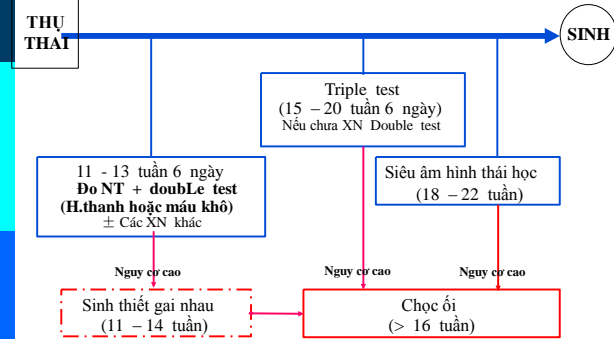 THỤ
THAI
SINH
Triple test
(15 – 20 tuần 6 ngày)
Nếu chưa XN Double test
11 - 13 tuần 6 ngày
Đo NT + doubLe test
(H.thanh hoặc máu khô)
± Các XN khác
Siêu âm hình thái học
(18 – 22 tuần)
Nguy cơ cao
Nguy cơ cao
Nguy cơ cao
Sinh thiết gai nhau
(11 – 14 tuần)
Chọc ối
(> 16 tuần)